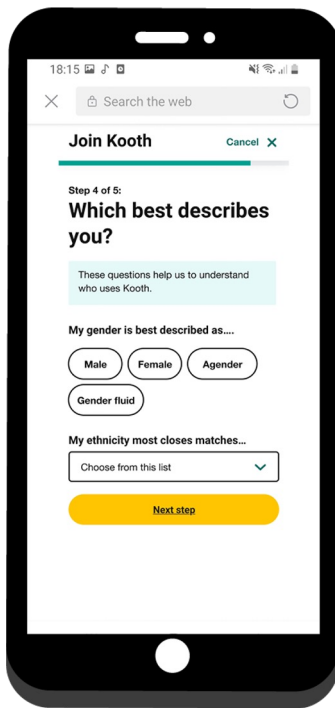 18:15
Search the web
Join Kooth
Cancel X
Step 4 of 5:
Which best describes
you?
These questions help us to understand
who uses Kooth.
My gender is best described as....
Male Female Agender
Gender fluid
My ethnicity most closes matches...
Choose from this list
Next step